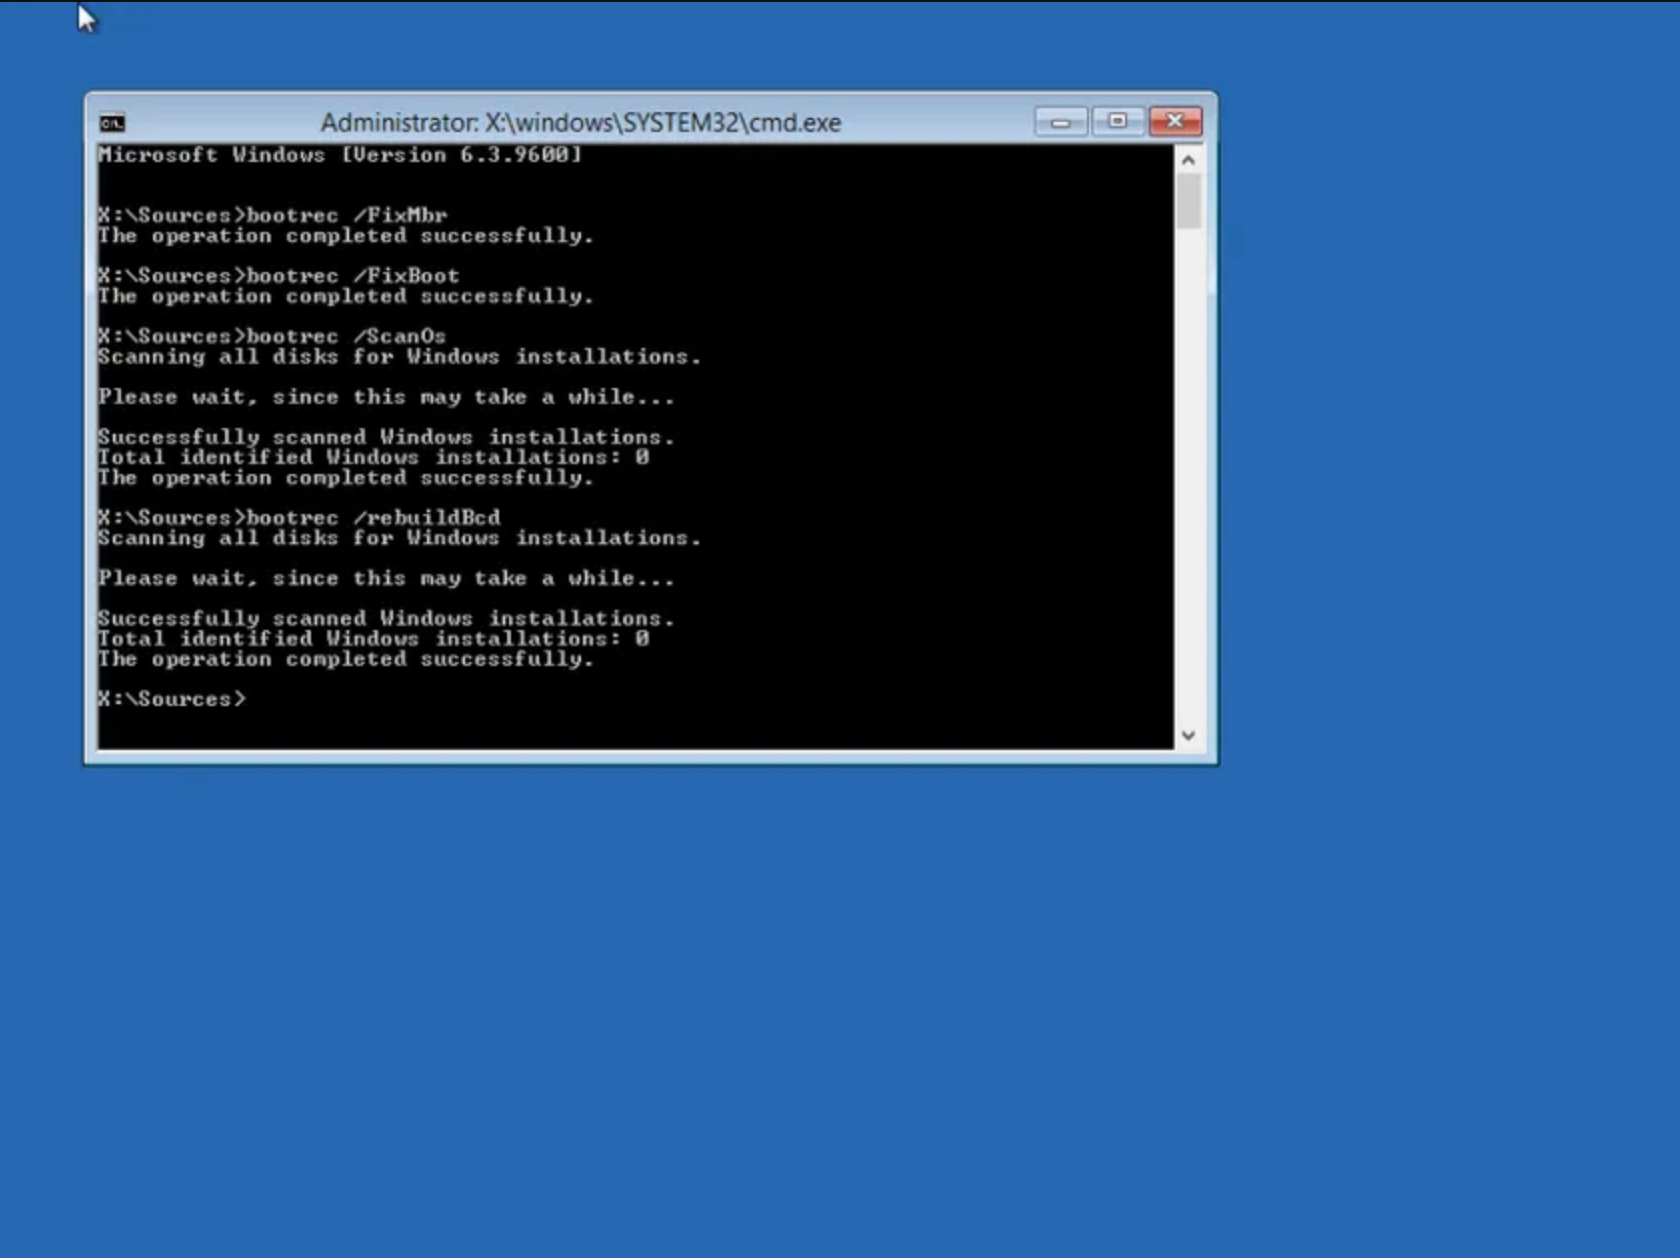 Administrator: X:\windows\SYSTEM32\cmd.exe
Microsoft Windows [Version 6.3.9600]
X:\Sources>bootrec /FixMbr
The operation completed successfully.
X:\Sources>bootrec /FixBoot
The operation completed successfully.
X:\Sources>bootrec /ScanOs
Scanning all disks for Windows installations.
Please wait, since this may take a while...
Successfully scanned Windows installations.
Total identified Windows installations: 0
The operation completed successfully.
X:\Sources>bootrec /rebuildBcd
Scanning all disks for Windows installations.
Please wait, since this may take a while...
Successfully scanned Windows installations.
Total identified Windows installations: 0
The operation completed successfully.
X:\Sources>